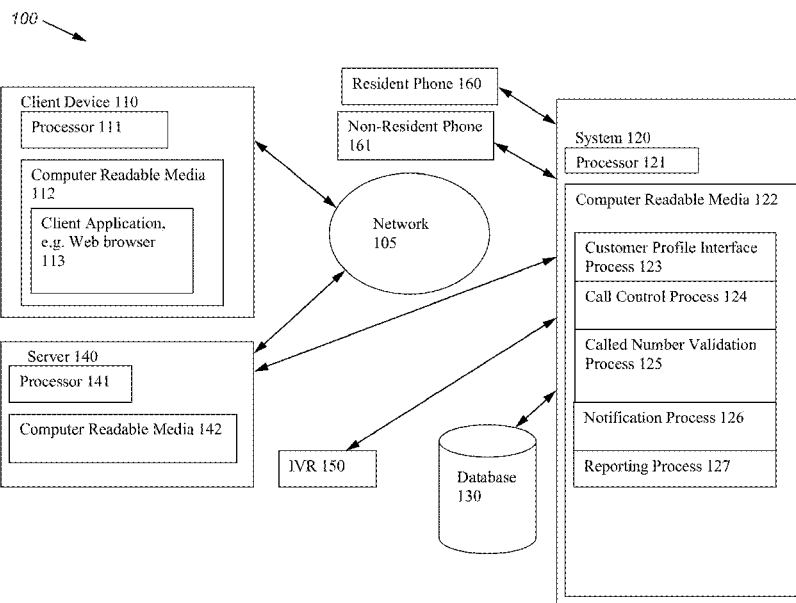 100
Client Device 110
Processor 111
Computer Readable Media
112
Client Application,
e.g. Web browser
113
Resident Phone 160
Non-Resident Phone
161
Network
105
System 120
Processor 121
Computer Readable Media 122
Customer Profile Interface
Process 123
Call Control Process 124
Called Number Validation
Process 125
Notification Process 126
Reporting Process 127
Server 140
Processor 141
Computer Readable Media 142
IVR 150
Database
130